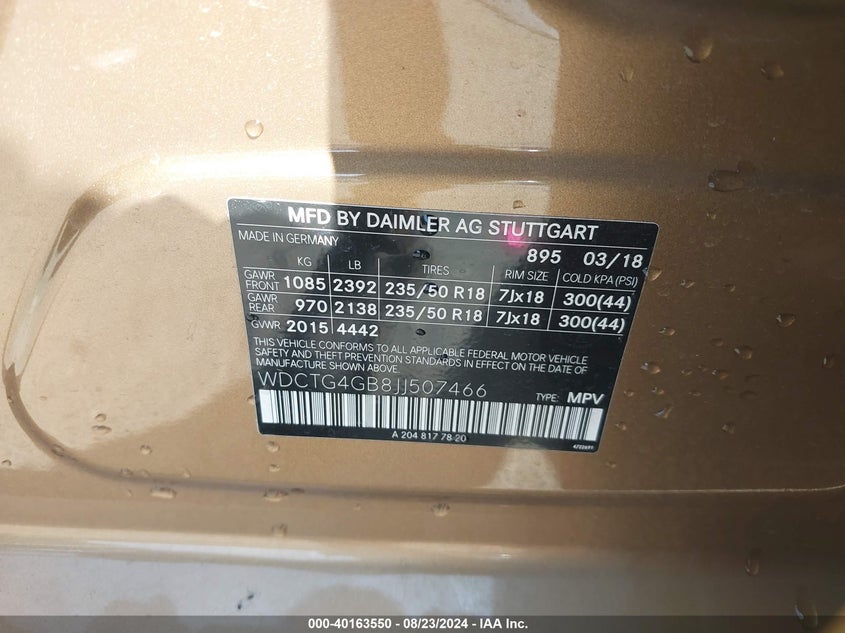 MFD BY DAIMLER AG STUTTGART
MADE IN GERMANY 895 03/18
KG LB TIRES RIM SIZE COLD KPA (PSI)
GAWR FRONT 1085 2392 235/50 R18 7Jx18 300(44)
GAWR REAR 970 2138 235/50 R18 7Jx18 300(44)
GVWR 2015 4442
THIS VEHICLE CONFORMS TO ALL APPLICABLE FEDERAL MOTOR VEHICLE
SAFETY AND THEFT PREVENTION STANDARDS IN EFFECT ON THE DATE OF
MANUFACTURE SHOWN ABOVE.
WDCTG4GB8JJ507466 TYPE: MPV
A 204 817 78 20
000-40163550 - 08/23/2024 - IAA Inc.